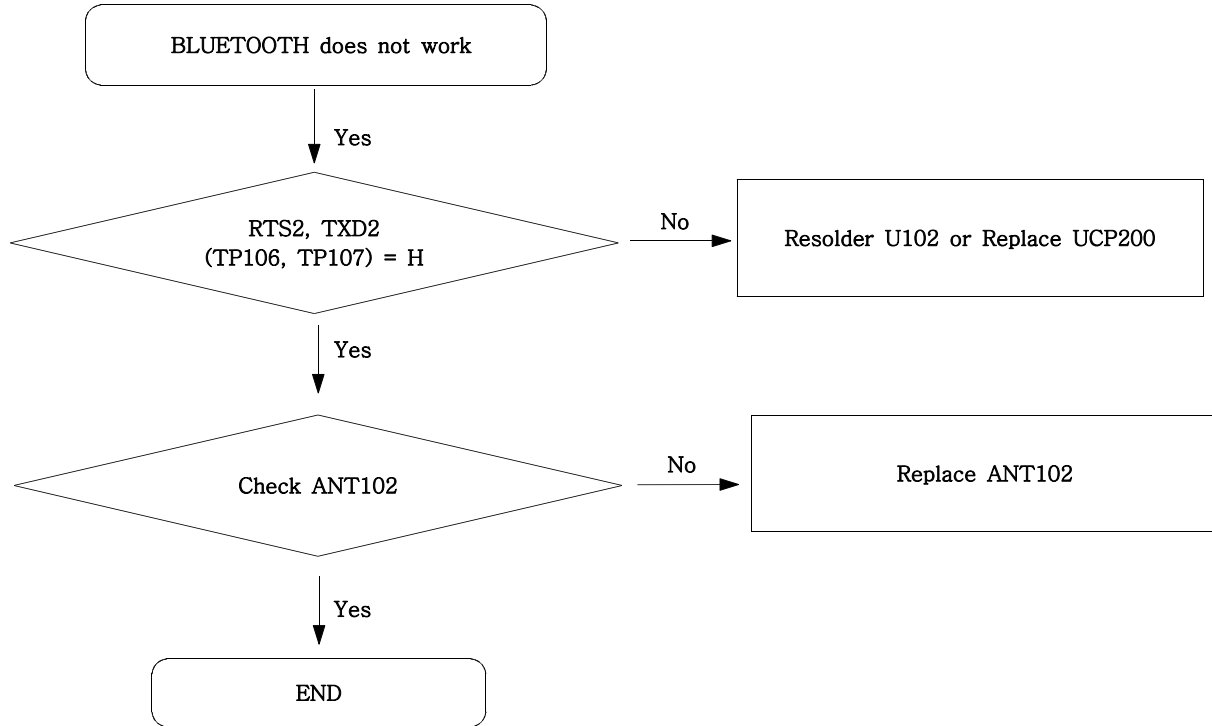 BLUETOOTH does not work
Yes
RTS2, TXD2
(TP106, TP107) = H
No
Resolder U102 or Replace UCP200
Yes
Check ANT102
No
Replace ANT102
Yes
END